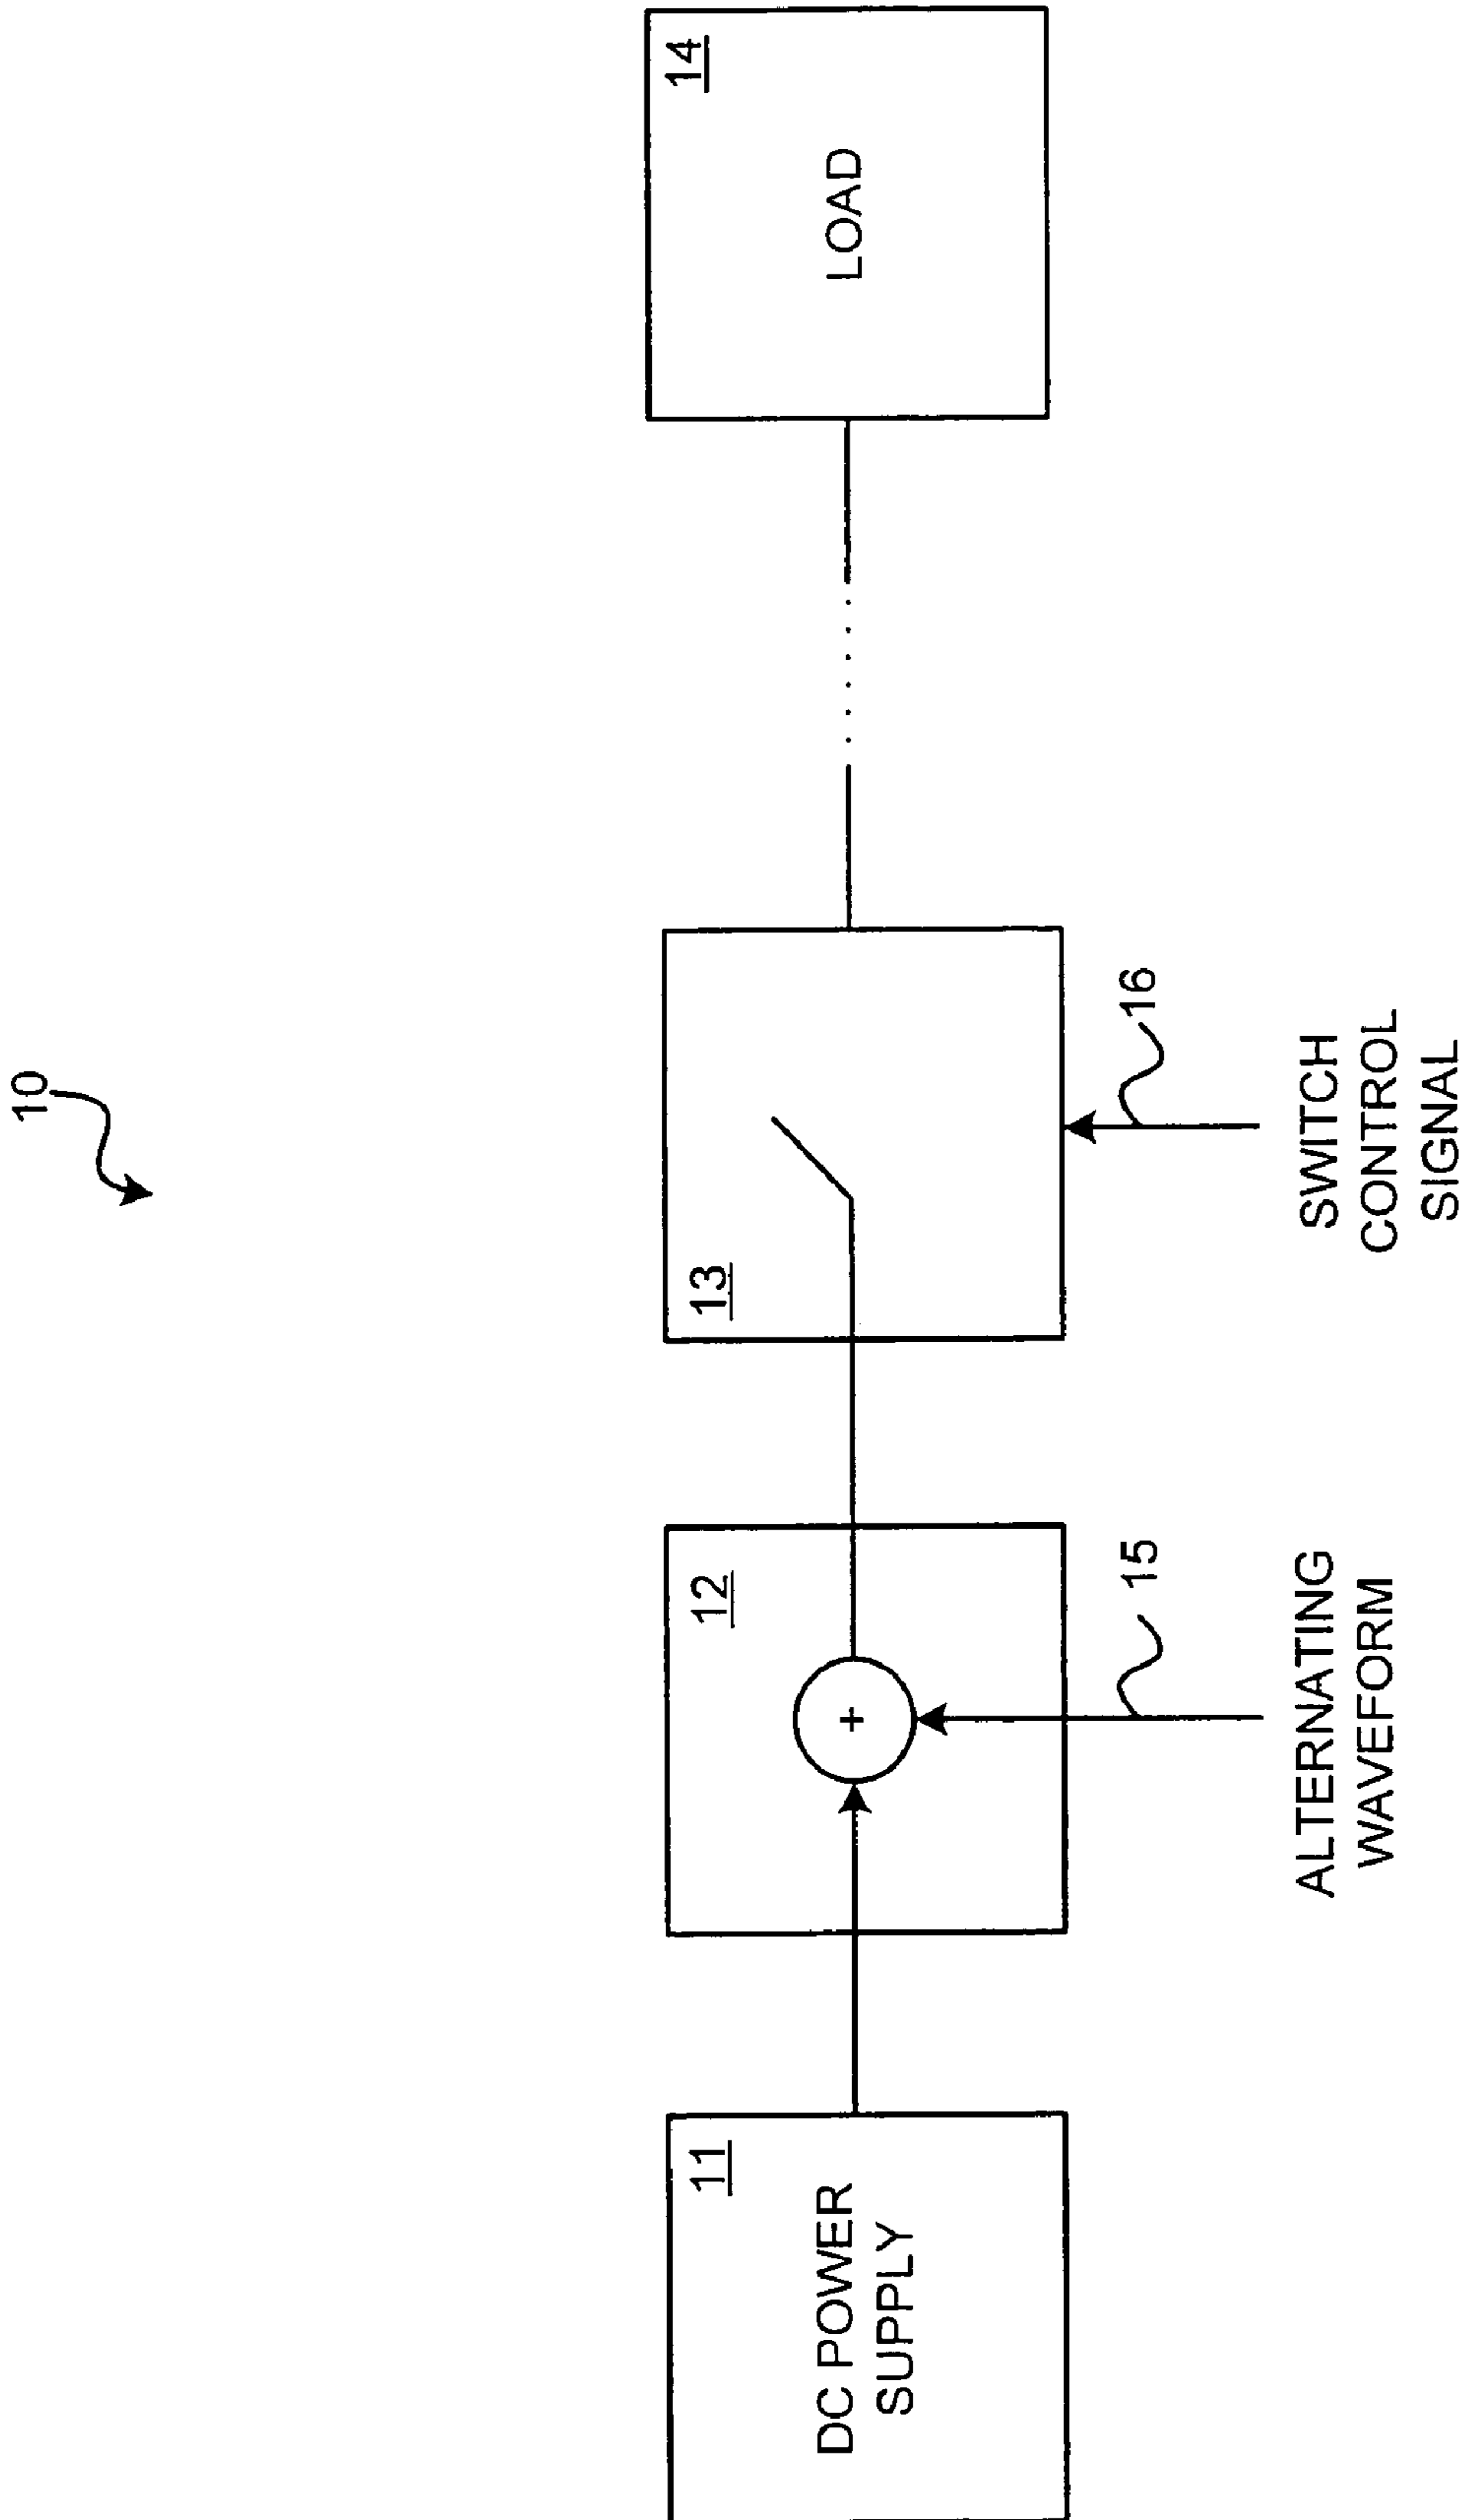 10
11
DC POWER
SUPPLY
12
+
13
14
LOAD
15
ALTERNATING
WAVEFORM
16
SWITCH
CONTROL
SIGNAL